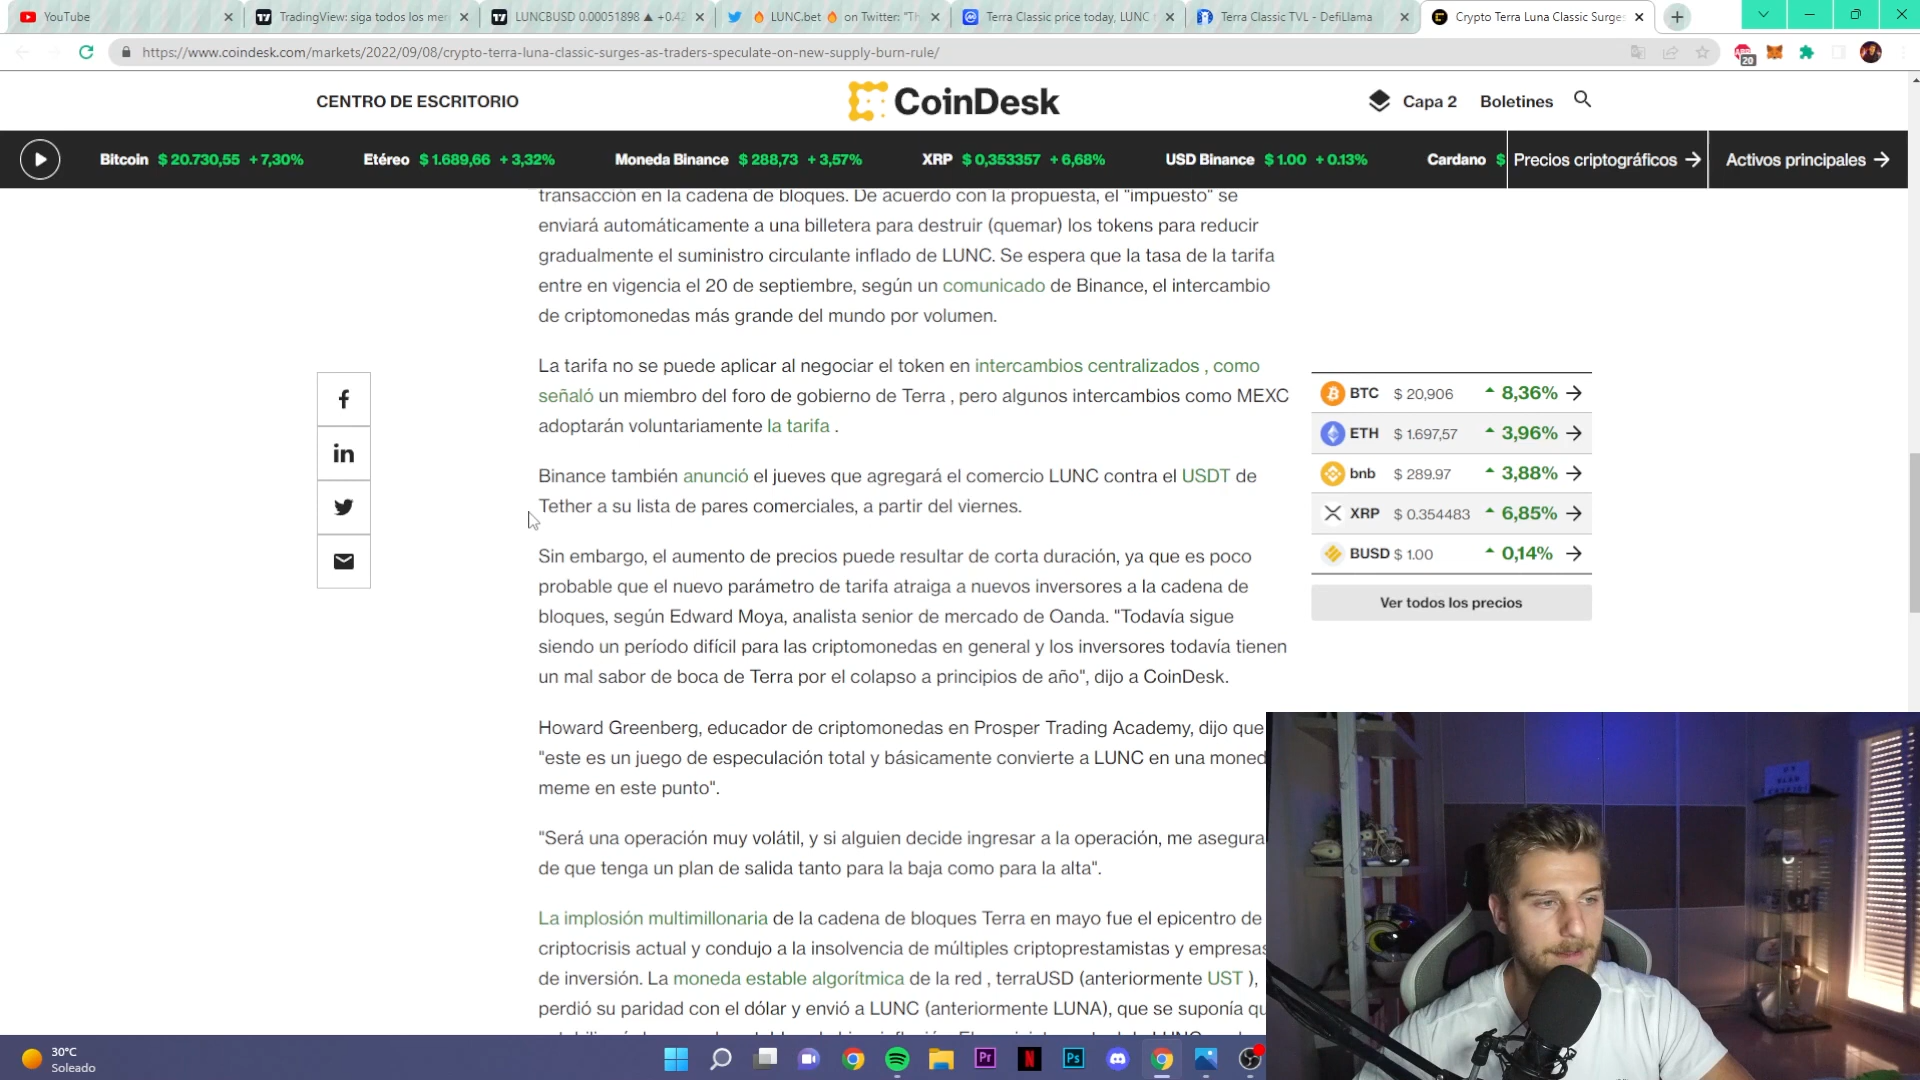 YouTube
TradingView: siga todos los mer
LUNCBUSD 0.00051898 ▲ +0.42
🔥 LUNC.bet 🔥 on Twitter: "Th
Terra Classic price today, LUNC t
Terra Classic TVL - DefiLlama
Crypto Terra Luna Classic Surges
https://www.coindesk.com/markets/2022/09/08/crypto-terra-luna-classic-surges-as-traders-speculate-on-new-supply-burn-rule/
20
CENTRO DE ESCRITORIO
CoinDesk
Capa 2 Boletines
Bitcoin $ 20.730,55 + 7,30% Etéreo $ 1.689,66 + 3,32% Moneda Binance $ 288,73 + 3,57% XRP $ 0,353357 + 6,68% USD Binance $ 1.00 + 0.13% Cardano $ Precios criptográficos → Activos principales →
transacción en la cadena de bloques. De acuerdo con la propuesta, el "impuesto" se
enviará automáticamente a una billetera para destruir (quemar) los tokens para reducir
gradualmente el suministro circulante inflado de LUNC. Se espera que la tasa de la tarifa
entre en vigencia el 20 de septiembre, según un comunicado de Binance, el intercambio
de criptomonedas más grande del mundo por volumen.
La tarifa no se puede aplicar al negociar el token en intercambios centralizados , como
señaló un miembro del foro de gobierno de Terra , pero algunos intercambios como MEXC
adoptarán voluntariamente la tarifa .
Binance también anunció el jueves que agregará el comercio LUNC contra el USDT de
Tether a su lista de pares comerciales, a partir del viernes.
Sin embargo, el aumento de precios puede resultar de corta duración, ya que es poco
probable que el nuevo parámetro de tarifa atraiga a nuevos inversores a la cadena de
bloques, según Edward Moya, analista senior de mercado de Oanda. "Todavía sigue
siendo un período difícil para las criptomonedas en general y los inversores todavía tienen
un mal sabor de boca de Terra por el colapso a principios de año", dijo a CoinDesk.
Howard Greenberg, educador de criptomonedas en Prosper Trading Academy, dijo que
"este es un juego de especulación total y básicamente convierte a LUNC en una moned
meme en este punto".
"Será una operación muy volátil, y si alguien decide ingresar a la operación, me asegura
de que tenga un plan de salida tanto para la baja como para la alta".
La implosión multimillonaria de la cadena de bloques Terra en mayo fue el epicentro de
criptocrisis actual y condujo a la insolvencia de múltiples criptoprestamistas y empresas
de inversión. La moneda estable algorítmica de la red , terraUSD (anteriormente UST ),
perdió su paridad con el dólar y envió a LUNC (anteriormente LUNA), que se suponía qu
BTC $ 20,906 8,36% →
ETH $ 1.697,57 3,96% →
bnb $ 289.97 3,88% →
XRP $ 0.354483 6,85% →
BUSD $ 1.00 0,14% →
Ver todos los precios
30°C
Soleado